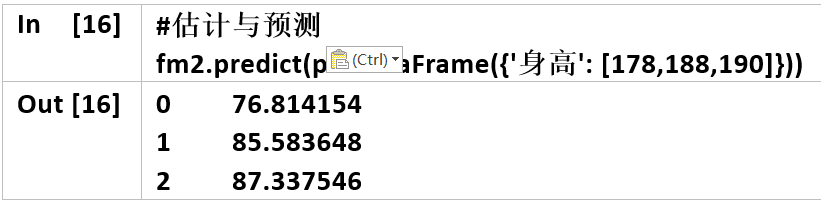 In [16] #估计与预测
fm2.predict(p (Ctrl) aFrame({'身高': [178,188,190]}))
Out [16] 0 76.814154
1 85.583648
2 87.337546